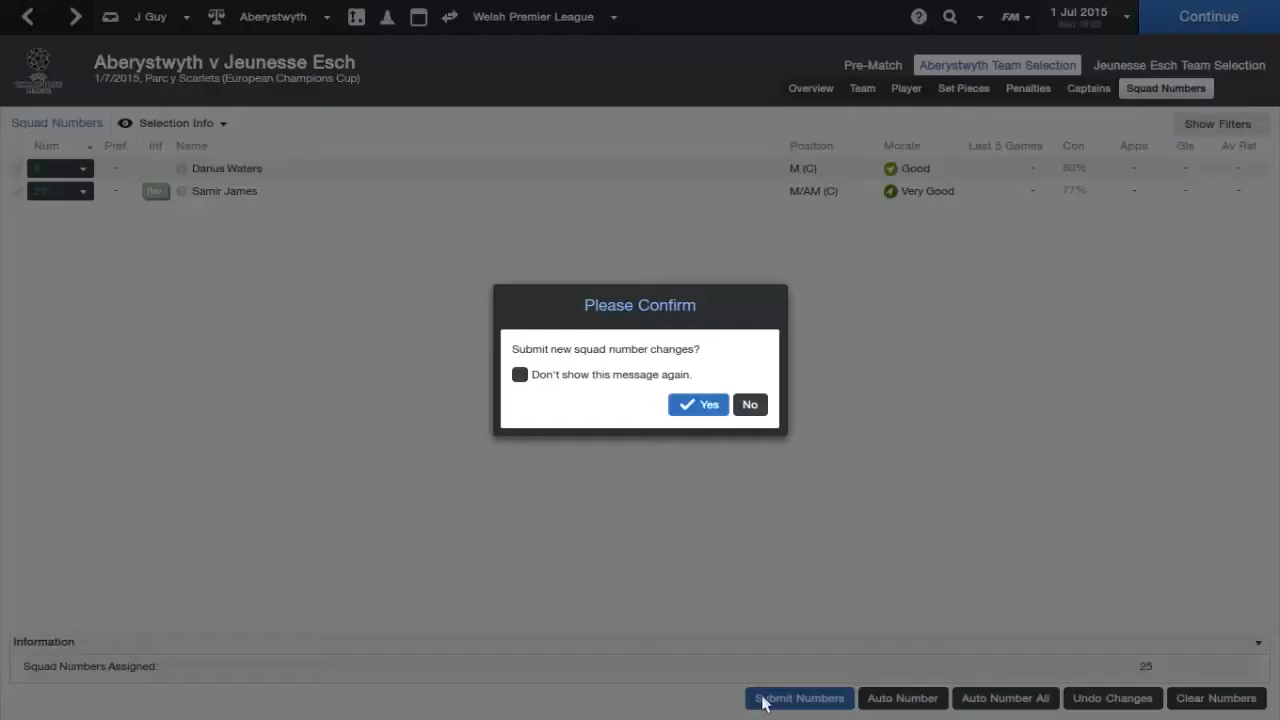 J Guy Aberystwyth Welsh Premier League FM 1 Jul 2015 Continue
Wed 19:00
Aberystwyth v Jeunesse Esch
1/7/2015, Parc y Scarlets (European Champions Cup)
Pre-Match Aberystwyth Team Selection Jeunesse Esch Team Selection
Overview Team Player Set Pieces Penalties Captains Squad Numbers
Squad Numbers Selection Info Show Filters
Num Pref Inf Name Position Morale Last 5 Games Con Apps Gls Av Rat
- Darius Waters M (C) Good - 80% - - -
- Samir James M/AM (C) Very Good - 77% - - -
Please Confirm
Submit new squad number changes?
Don't show this message again.
Yes No
Information
Squad Numbers Assigned: 25
Submit Numbers Auto Number Auto Number All Undo Changes Clear Numbers